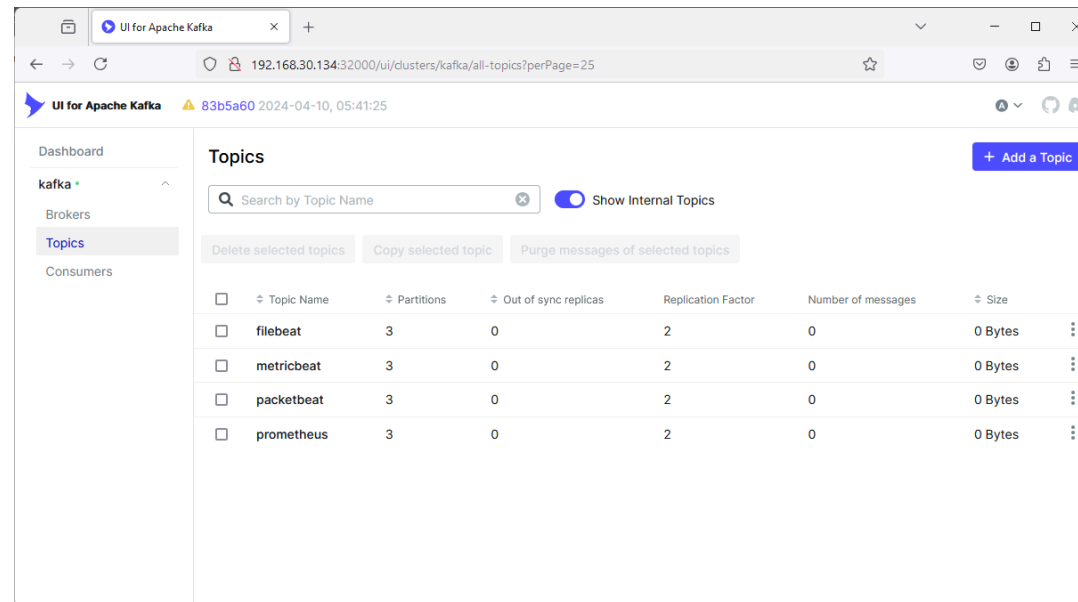 UI for Apache Kafka
192.168.30.134:32000/ui/clusters/kafka/all-topics?perPage=25
UI for Apache Kafka 83b5a60 2024-04-10, 05:41:25 A
Dashboard
kafka
Brokers
Topics
Consumers
Topics
+ Add a Topic
Search by Topic Name
Show Internal Topics
Delete selected topics Copy selected topic Purge messages of selected topics
Topic Name Partitions Out of sync replicas Replication Factor Number of messages Size
filebeat 3 0 2 0 0 Bytes
metricbeat 3 0 2 0 0 Bytes
packetbeat 3 0 2 0 0 Bytes
prometheus 3 0 2 0 0 Bytes